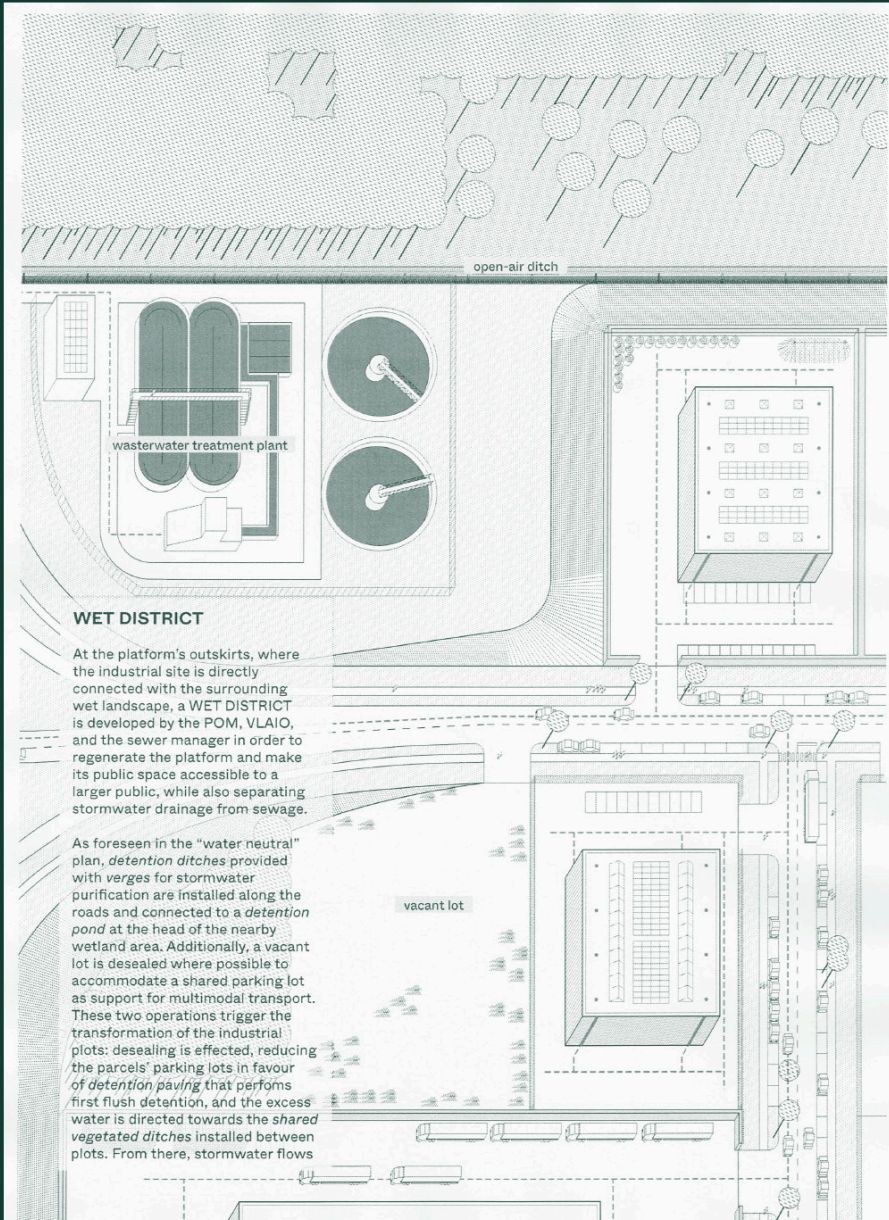 open-air ditch
wasterwater treatment plant
WET DISTRICT
At the platform's outskirts, where
the industrial site is directly
connected with the surrounding
wet landscape, a WET DISTRICT
is developed by the POM, VLAIO,
and the sewer manager in order to
regenerate the platform and make
its public space accessible to a
larger public, while also separating
stormwater drainage from sewage.
As foreseen in the "water neutral"
plan, detention ditches provided
with verges for stormwater
purification are installed along the
roads and connected to a detention
pond at the head of the nearby
wetland area. Additionally, a vacant
lot is desealed where possible to
accommodate a shared parking lot
as support for multimodal transport.
These two operations trigger the
transformation of the industrial
plots: desealing is effected, reducing
the parcels' parking lots in favour
of detention paving that perfoms
first flush detention, and the excess
water is directed towards the shared
vegetated ditches installed between
plots. From there, stormwater flows
vacant lot